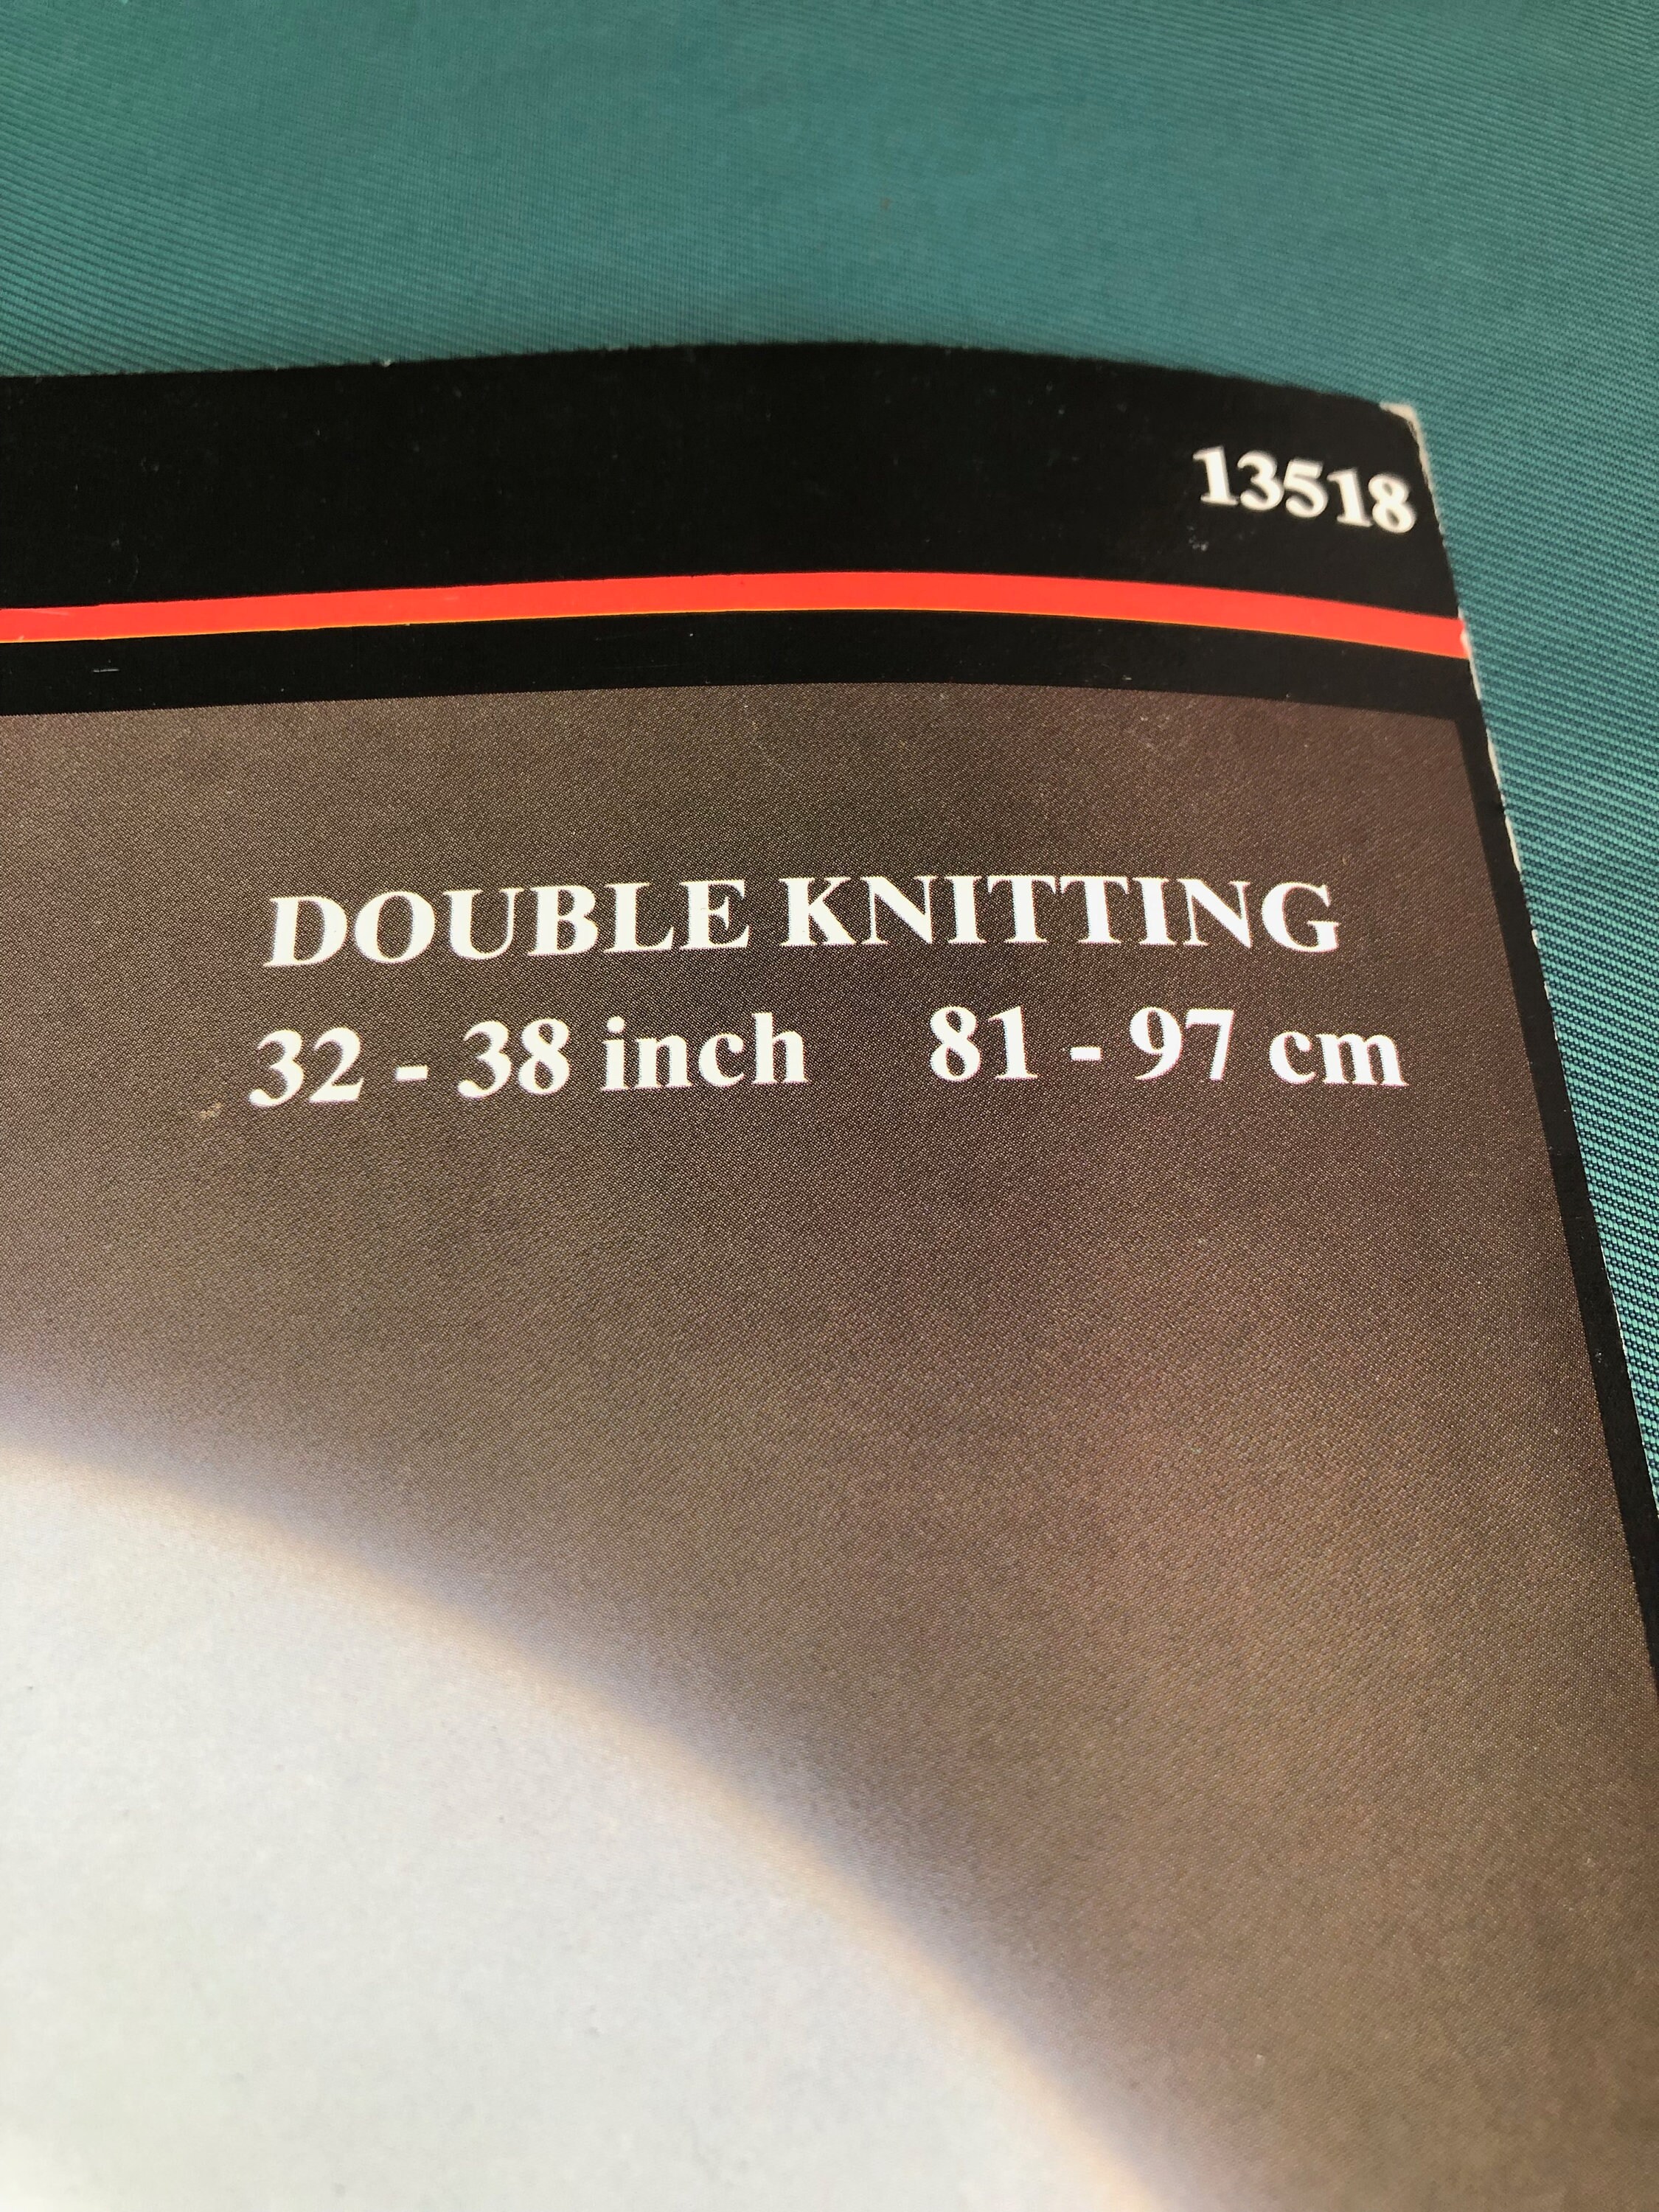 13518
DOUBLE KNITTING
32 - 38 inch 81 - 97 cm